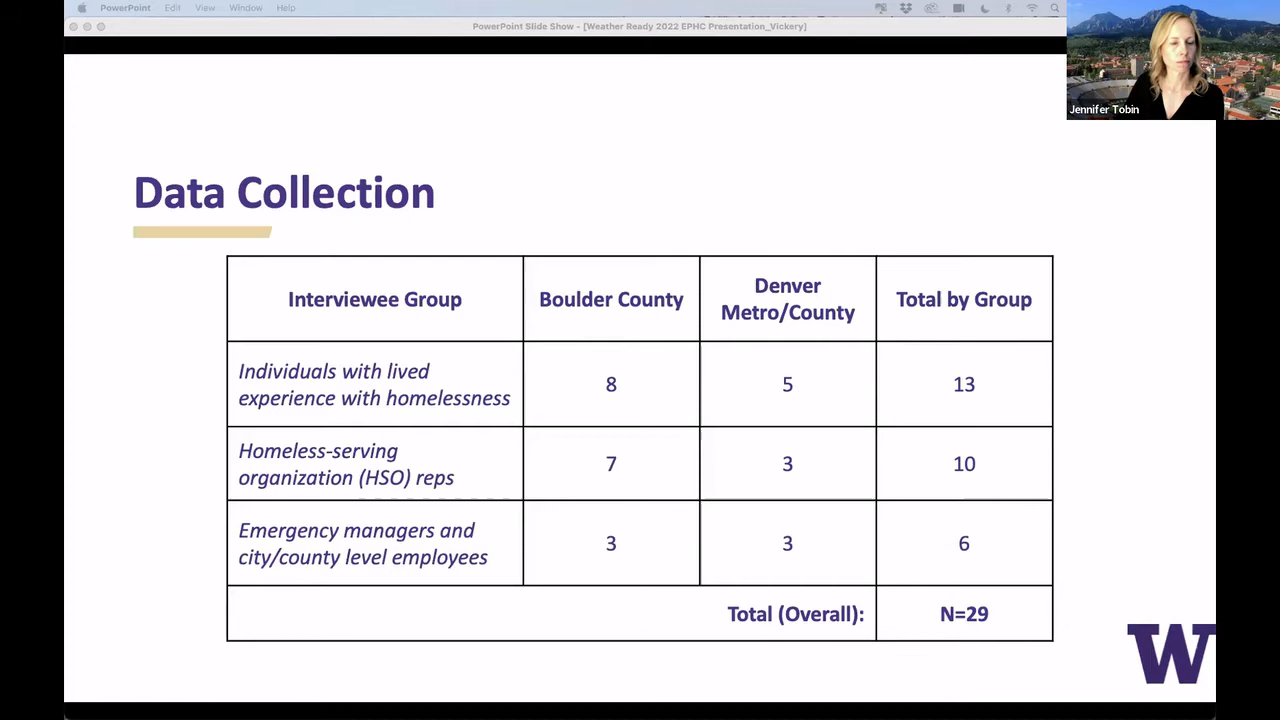 PowerPoint Edit View Window Help
PowerPoint Slide Show - [Weather Ready 2022 EPHC Presentation_Vickery]
Jennifer Tobin
Data Collection
Interviewee Group Boulder County Denver Metro/County Total by Group
Individuals with lived
experience with homelessness 8 5 13
Homeless-serving
organization (HSO) reps 7 3 10
Emergency managers and
city/county level employees 3 3 6
Total (Overall): N=29
W